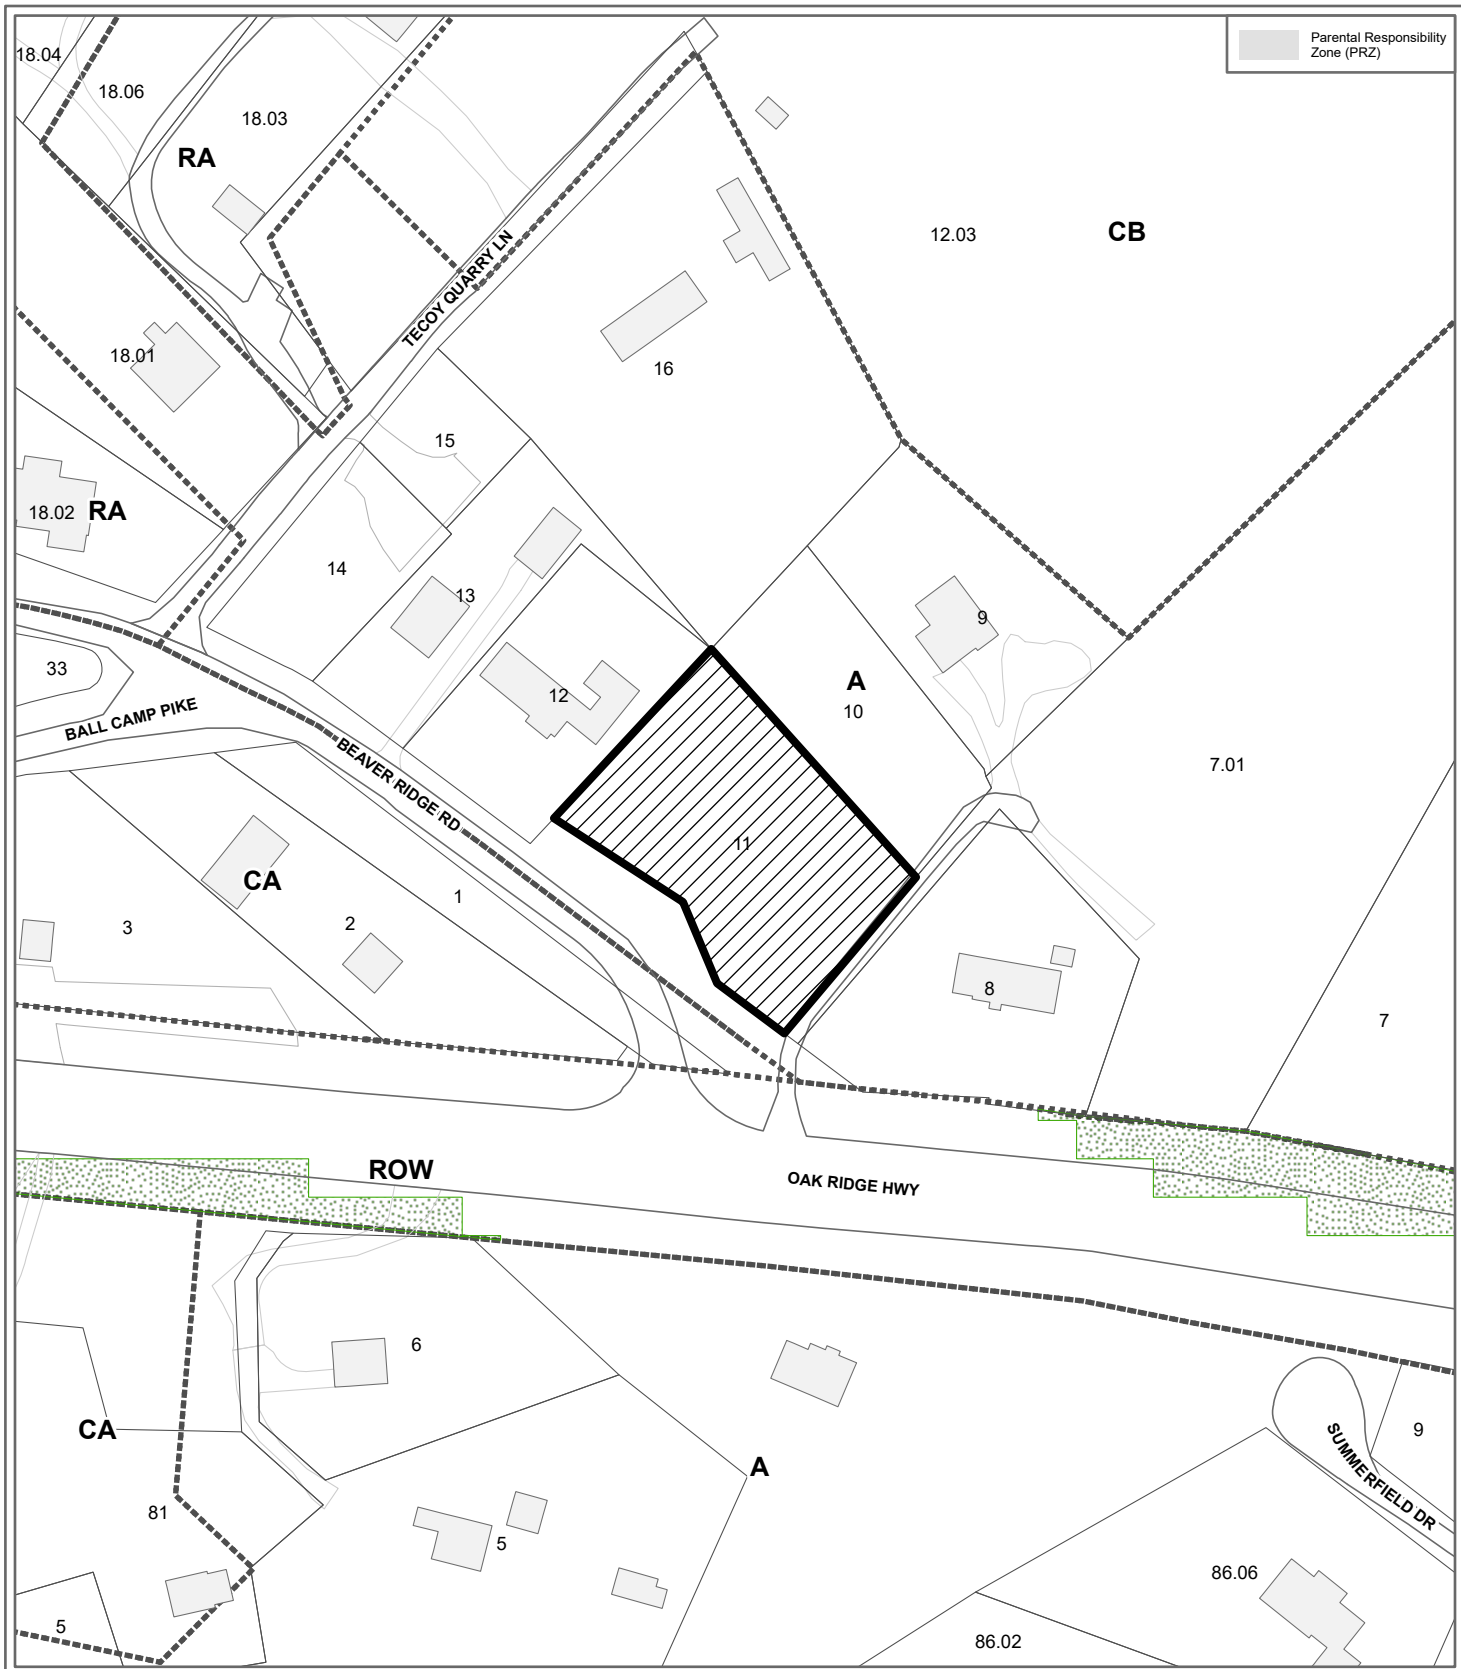 Parental Responsibility
Zone (PRZ)
18.04
18.06
18.03
RA
12.03
CB
TECOY QUARRY LN
18.01
16
15
18.02
RA
14
13
9
33
12
A
10
BALL CAMP PIKE
BEAVER RIDGE RD
7.01
11
CA
1
2
3
8
7
ROW
OAK RIDGE HWY
6
CA
A
9
SUMMERFIELD DR
81
5
86.06
5
86.02